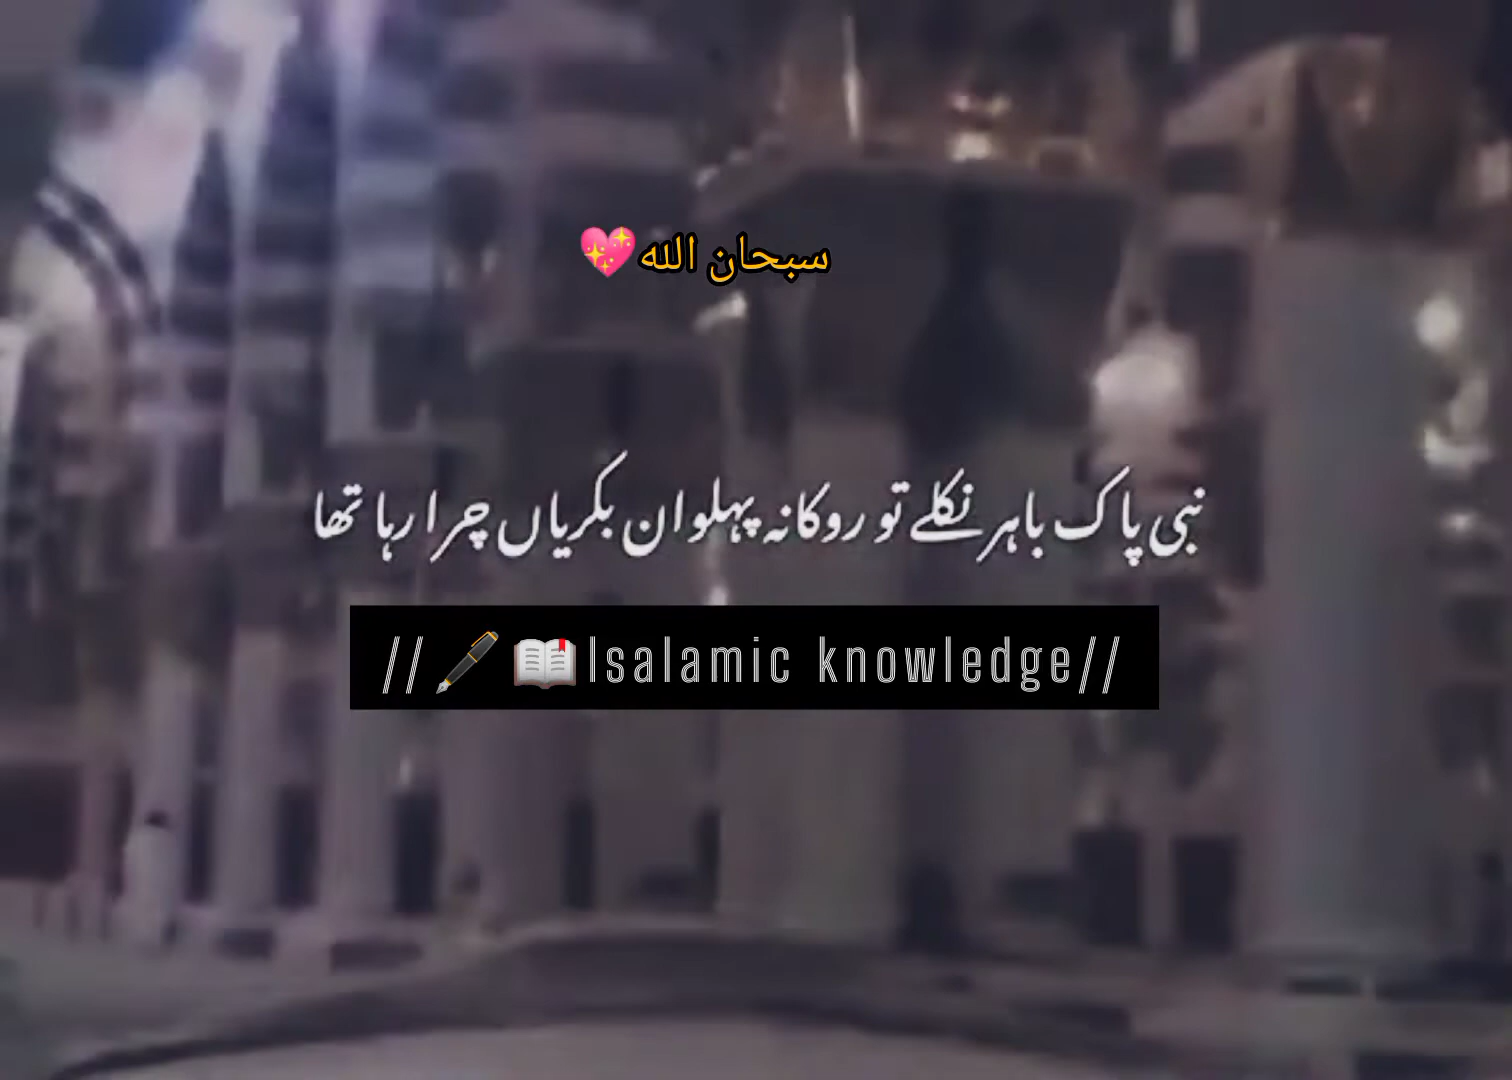 سبحان الله💖
نبی پاک باہر نکلے تو روکانہ پہلوان بکریاں چرا رہا تھا
//🖋️📖Isalamic knowledge//